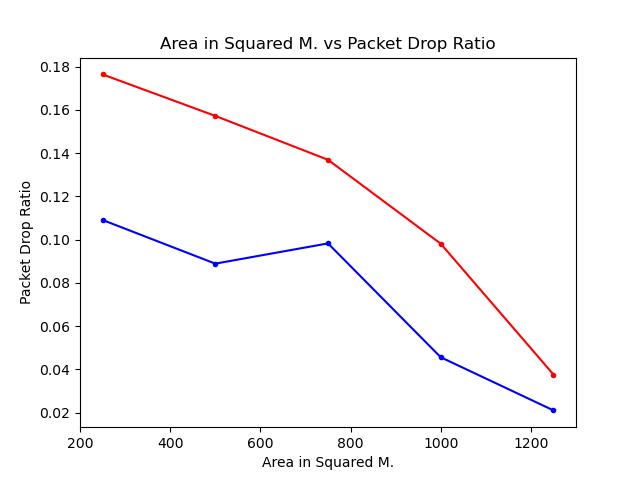 Area in Squared M. vs Packet Drop Ratio
0.18
0.16
0.14
0.12
0.10
0.08
0.06
0.04
0.02
Packet Drop Ratio
200 400 600 800 1000 1200
Area in Squared M.